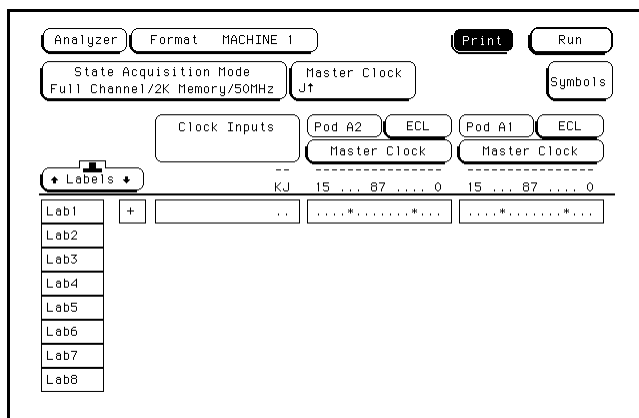 Analyzer Format MACHINE 1 Print Run
State Acquisition Mode Master Clock Symbols
Full Channel/2K Memory/50MHz J↑
Clock Inputs Pod A2 ECL Pod A1 ECL
Master Clock Master Clock
↑ Labels ↓ KJ 15 ... 87 .... 0 15 ... 87 .... 0
Lab1 + .. ....*.......*... ....*.......*...
Lab2
Lab3
Lab4
Lab5
Lab6
Lab7
Lab8